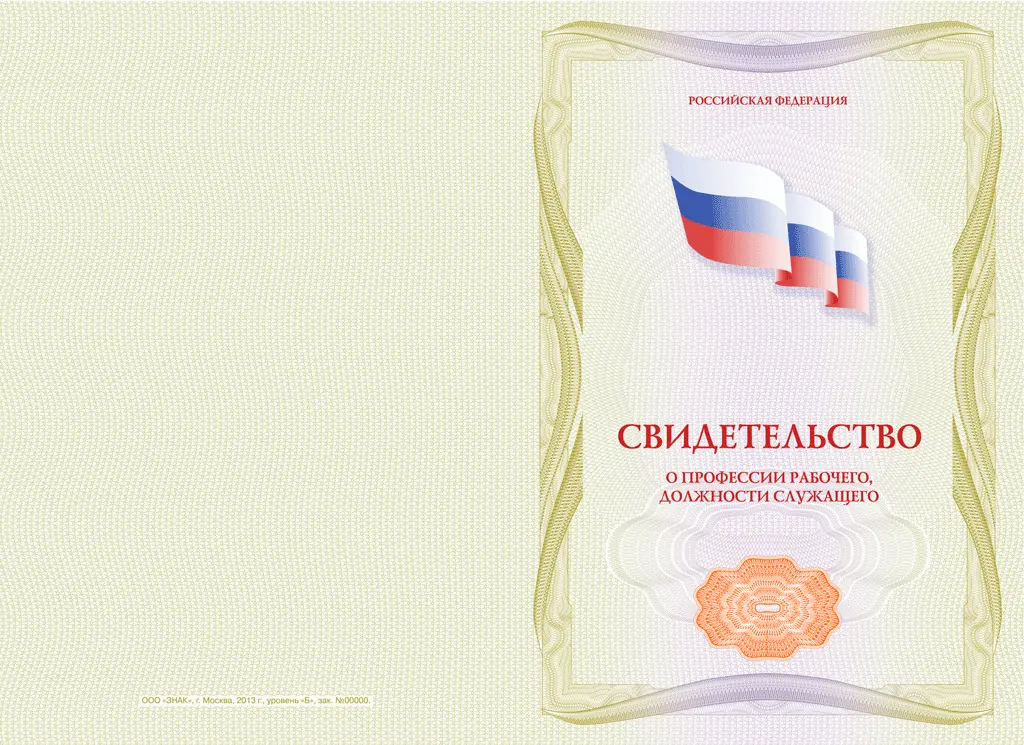 РОССИЙСКАЯ ФЕДЕРАЦИЯ
СВИДЕТЕЛЬСТВО
О ПРОФЕССИИ РАБОЧЕГО,
ДОЛЖНОСТИ СЛУЖАЩЕГО
ООО «ЗНАК», г. Москва, 2013 г., уровень «Б», зак. №00000.